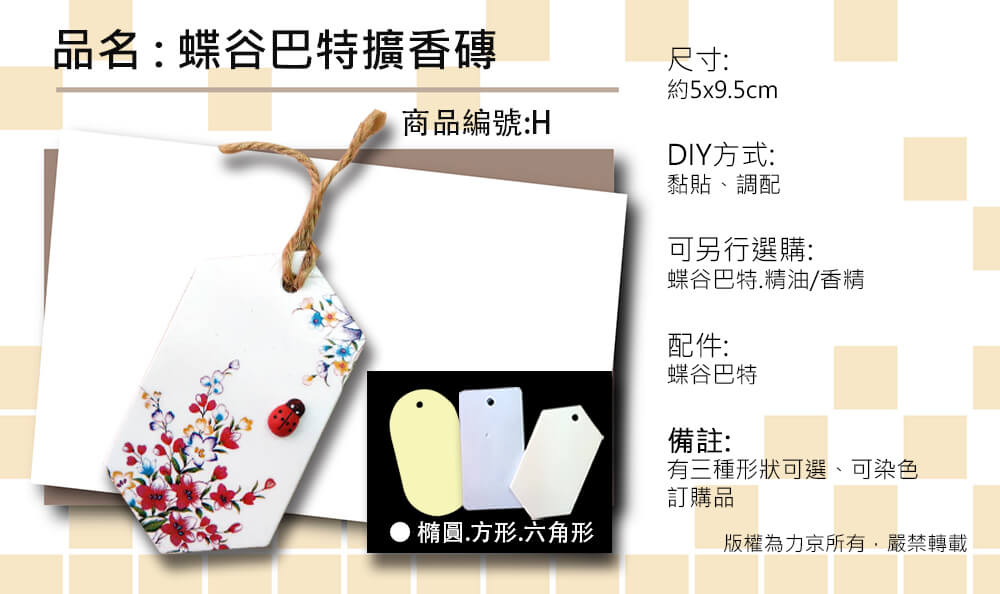 品名 : 蝶谷巴特擴香磚
商品編號:H
尺寸:
約5x9.5cm
DIY方式:
黏貼、調配
可另行選購:
蝶谷巴特.精油/香精
配件:
蝶谷巴特
備註:
有三種形狀可選、可染色
訂購品
橢圓.方形.六角形
版權為力京所有，嚴禁轉載